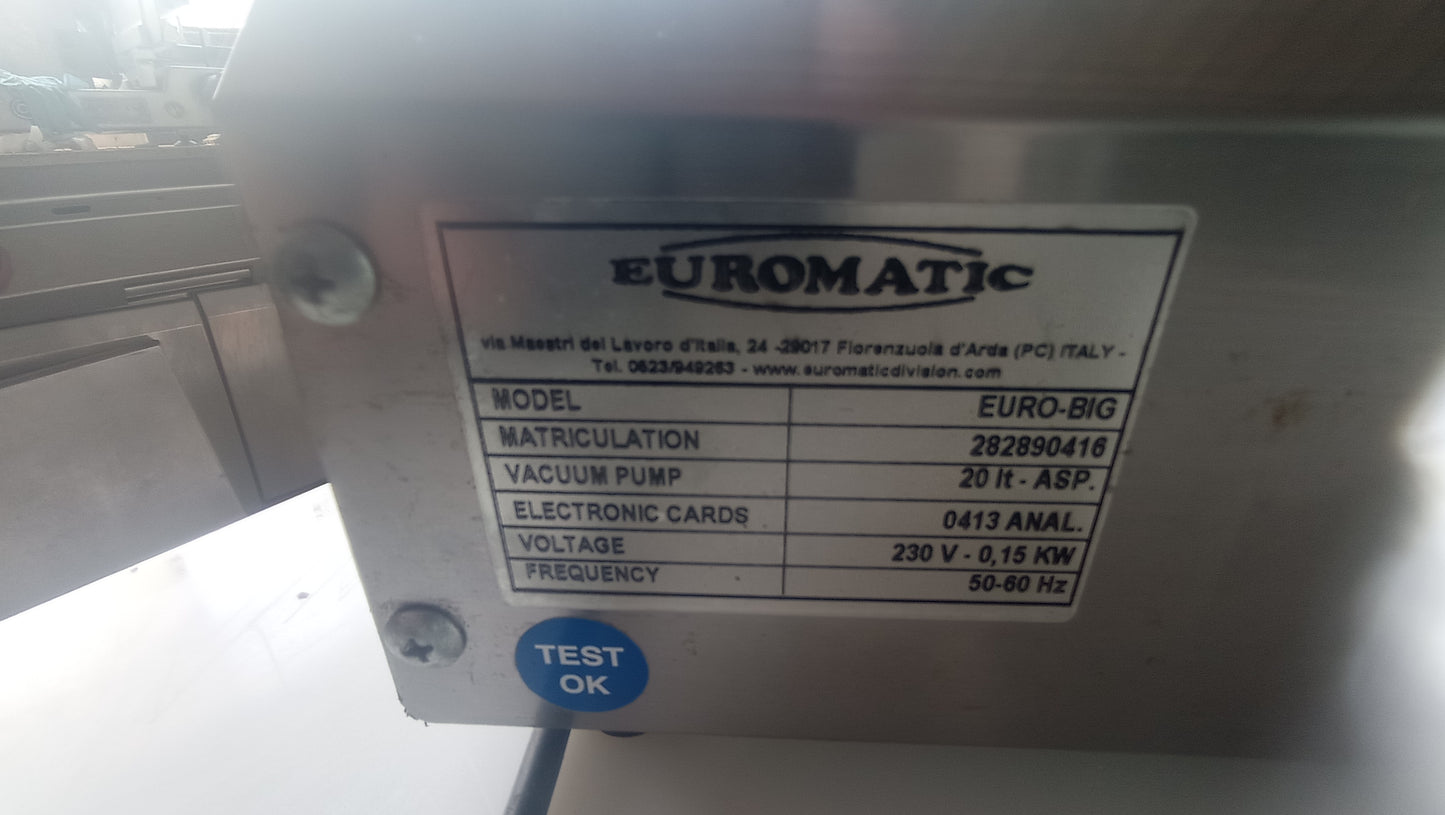 EUROMATIC
via Maestri del Lavoro d'Italia, 24 -29017 Fiorenzuola d'Arda (PC) ITALY -
Tel. 0523/949263 - www.euromaticdivision.com
MODEL EURO-BIG
MATRICULATION 282890416
VACUUM PUMP 20 lt - ASP.
ELECTRONIC CARDS 0413 ANAL.
VOLTAGE 230 V - 0,15 KW
FREQUENCY 50-60 Hz
TEST
OK